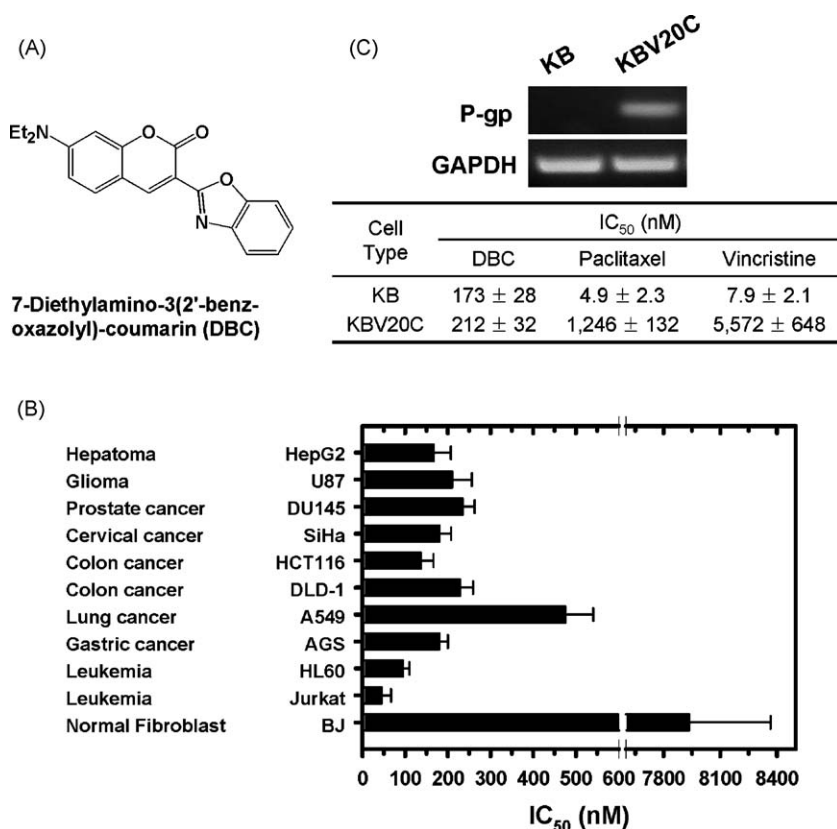 (A)
Et₂N
O
O
O
N
7-Diethylamino-3(2'-benz-
oxazolyl)-coumarin (DBC)
(C)
KB KBV20C
P-gp
GAPDH
Cell Type IC₅₀ (nM)
DBC Paclitaxel Vincristine
KB 173 ± 28 4.9 ± 2.3 7.9 ± 2.1
KBV20C 212 ± 32 1,246 ± 132 5,572 ± 648
(B)
Hepatoma HepG2
Glioma U87
Prostate cancer DU145
Cervical cancer SiHa
Colon cancer HCT116
Colon cancer DLD-1
Lung cancer A549
Gastric cancer AGS
Leukemia HL60
Leukemia Jurkat
Normal Fibroblast BJ
0 100 200 300 400 500 600 7800 8100 8400
IC₅₀ (nM)